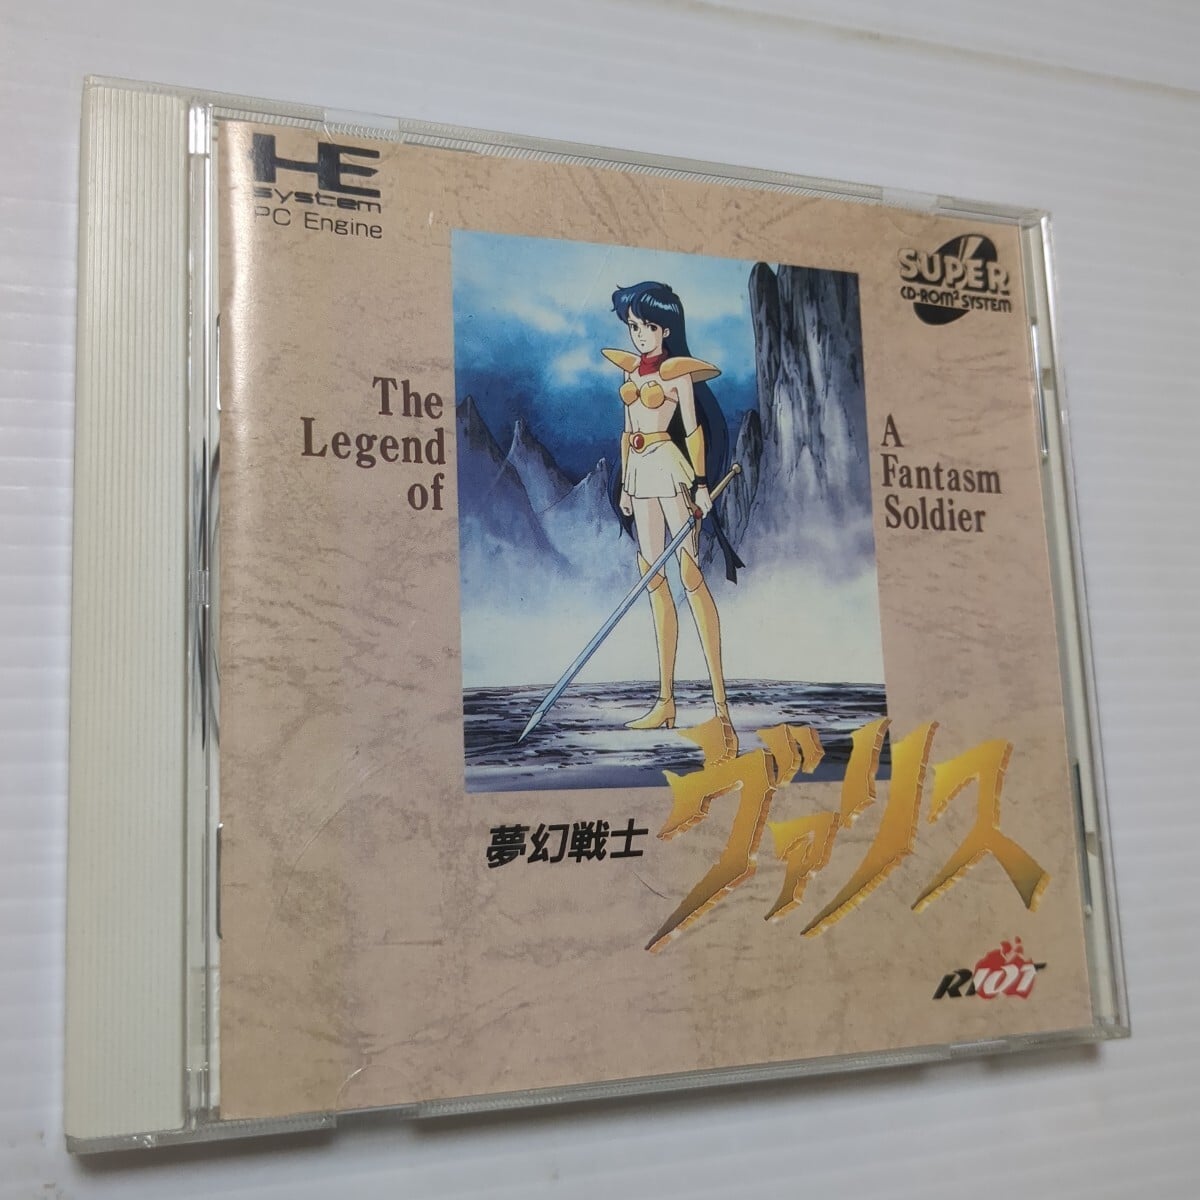 HE
system
PC Engine
SUPER
CD-ROM² SYSTEM
The
Legend
of
A
Fantasm
Soldier
夢幻戦士
ヴァリス
RIOT